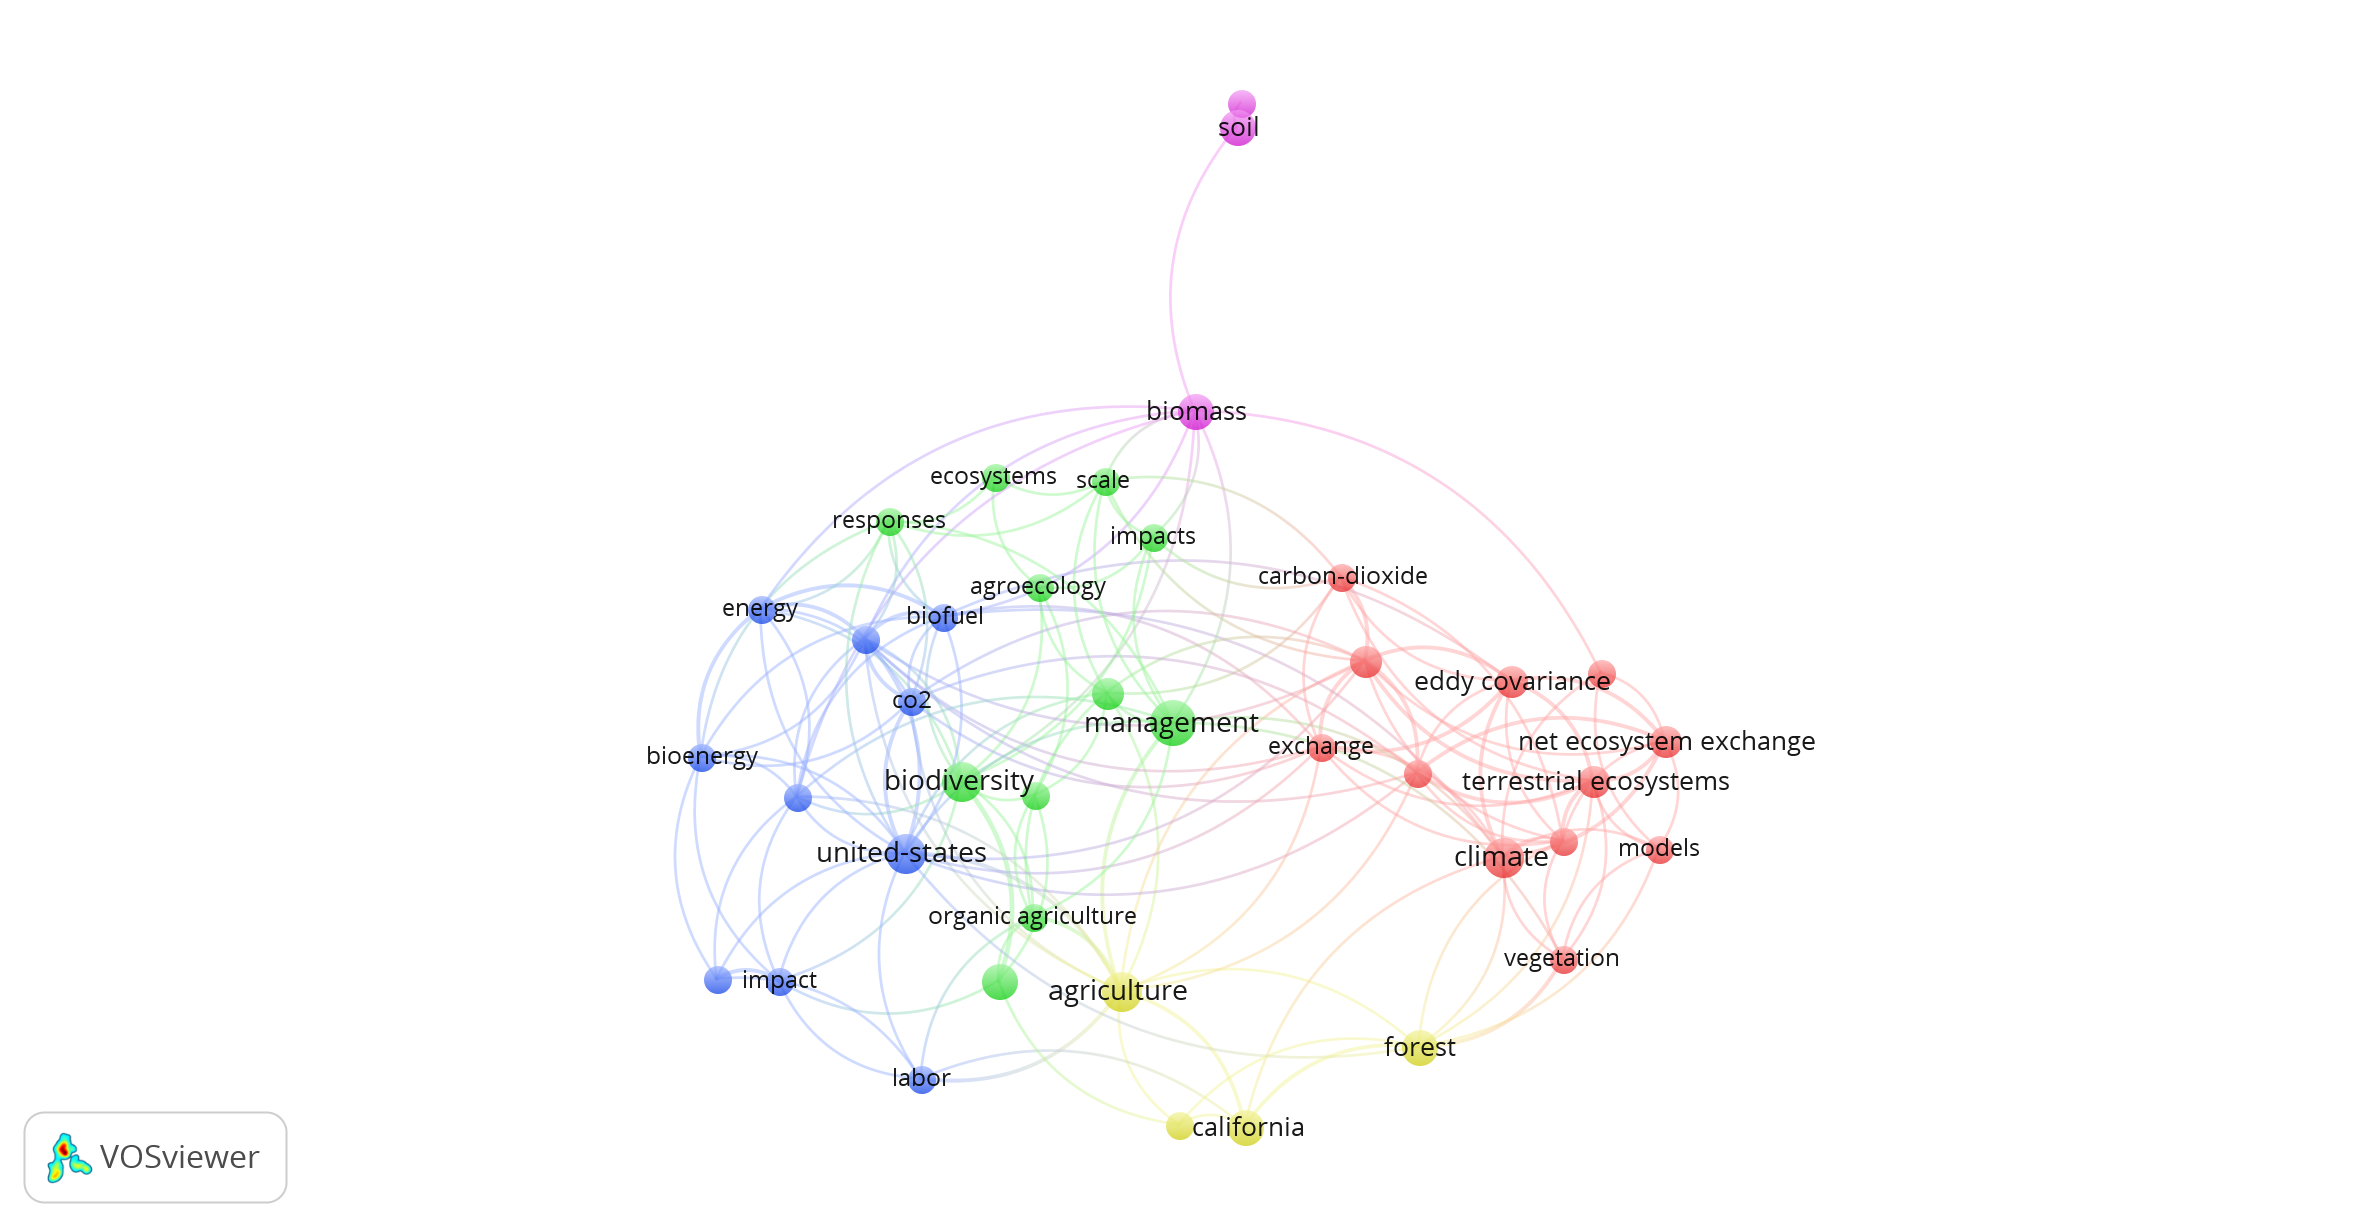 soil
biomass
ecosystems
scale
responses
impacts
carbon-dioxide
agroecology
energy
biofuel
eddy covariance
co2
management
net ecosystem exchange
exchange
bioenergy
biodiversity
terrestrial ecosystems
united-states
climate
models
organic agriculture
vegetation
impact
agriculture
forest
labor
california
VOSviewer